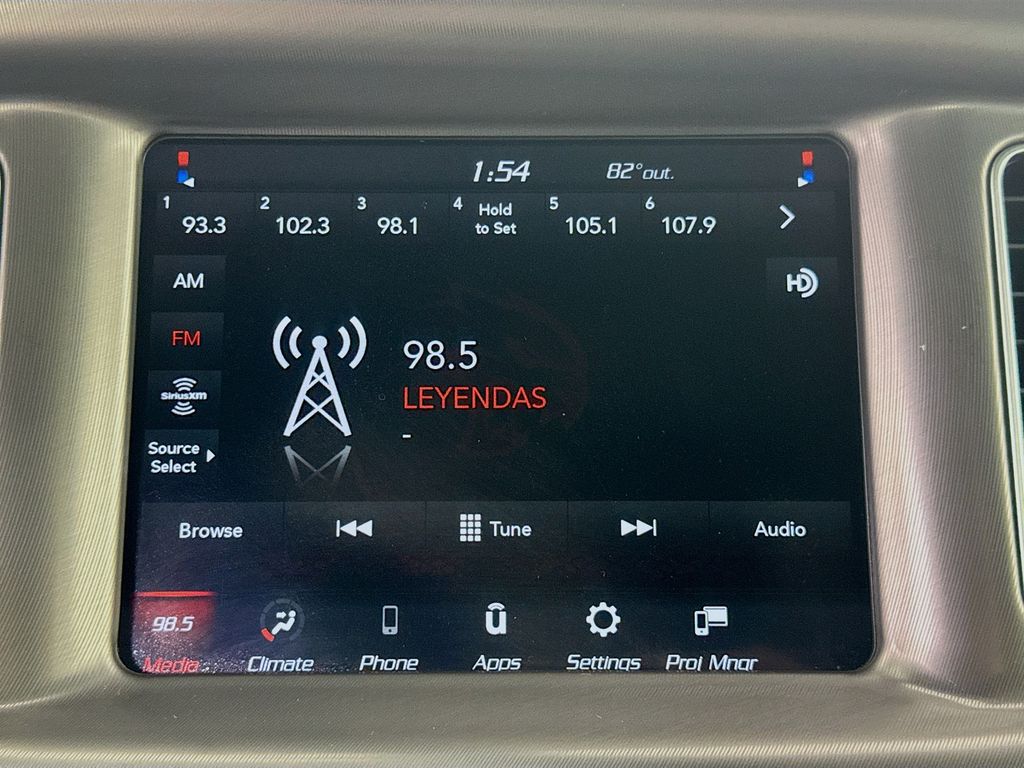 1:54 82°out.
1 93.3 2 102.3 3 98.1 4 Hold to Set 5 105.1 6 107.9
AM
HD
FM
98.5
LEYENDAS
-
SiriusXM
Source
Select
Browse Tune Audio
98.5
Media Climate Phone Apps Settings Proj Mngr